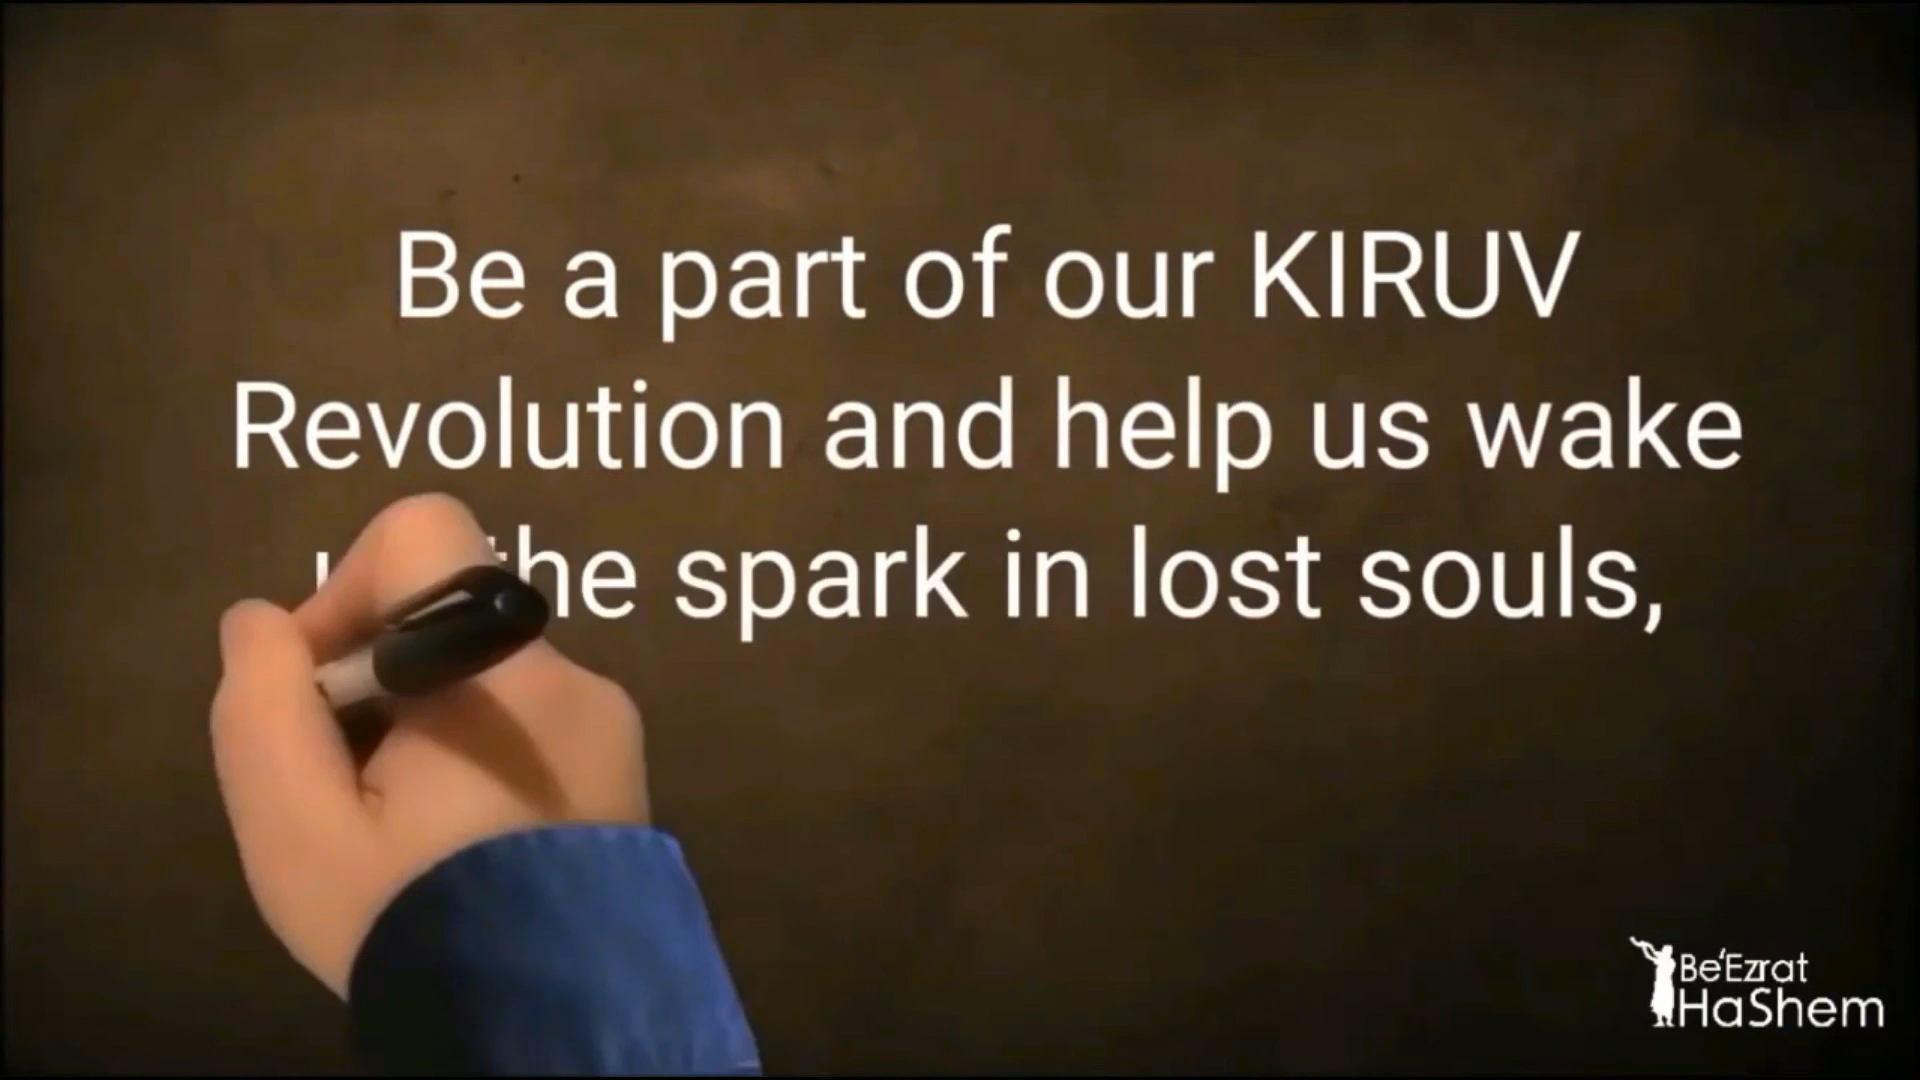 Be a part of our KIRUV
Revolution and help us wake
the spark in lost souls,
Be'Ezrat
HaShem